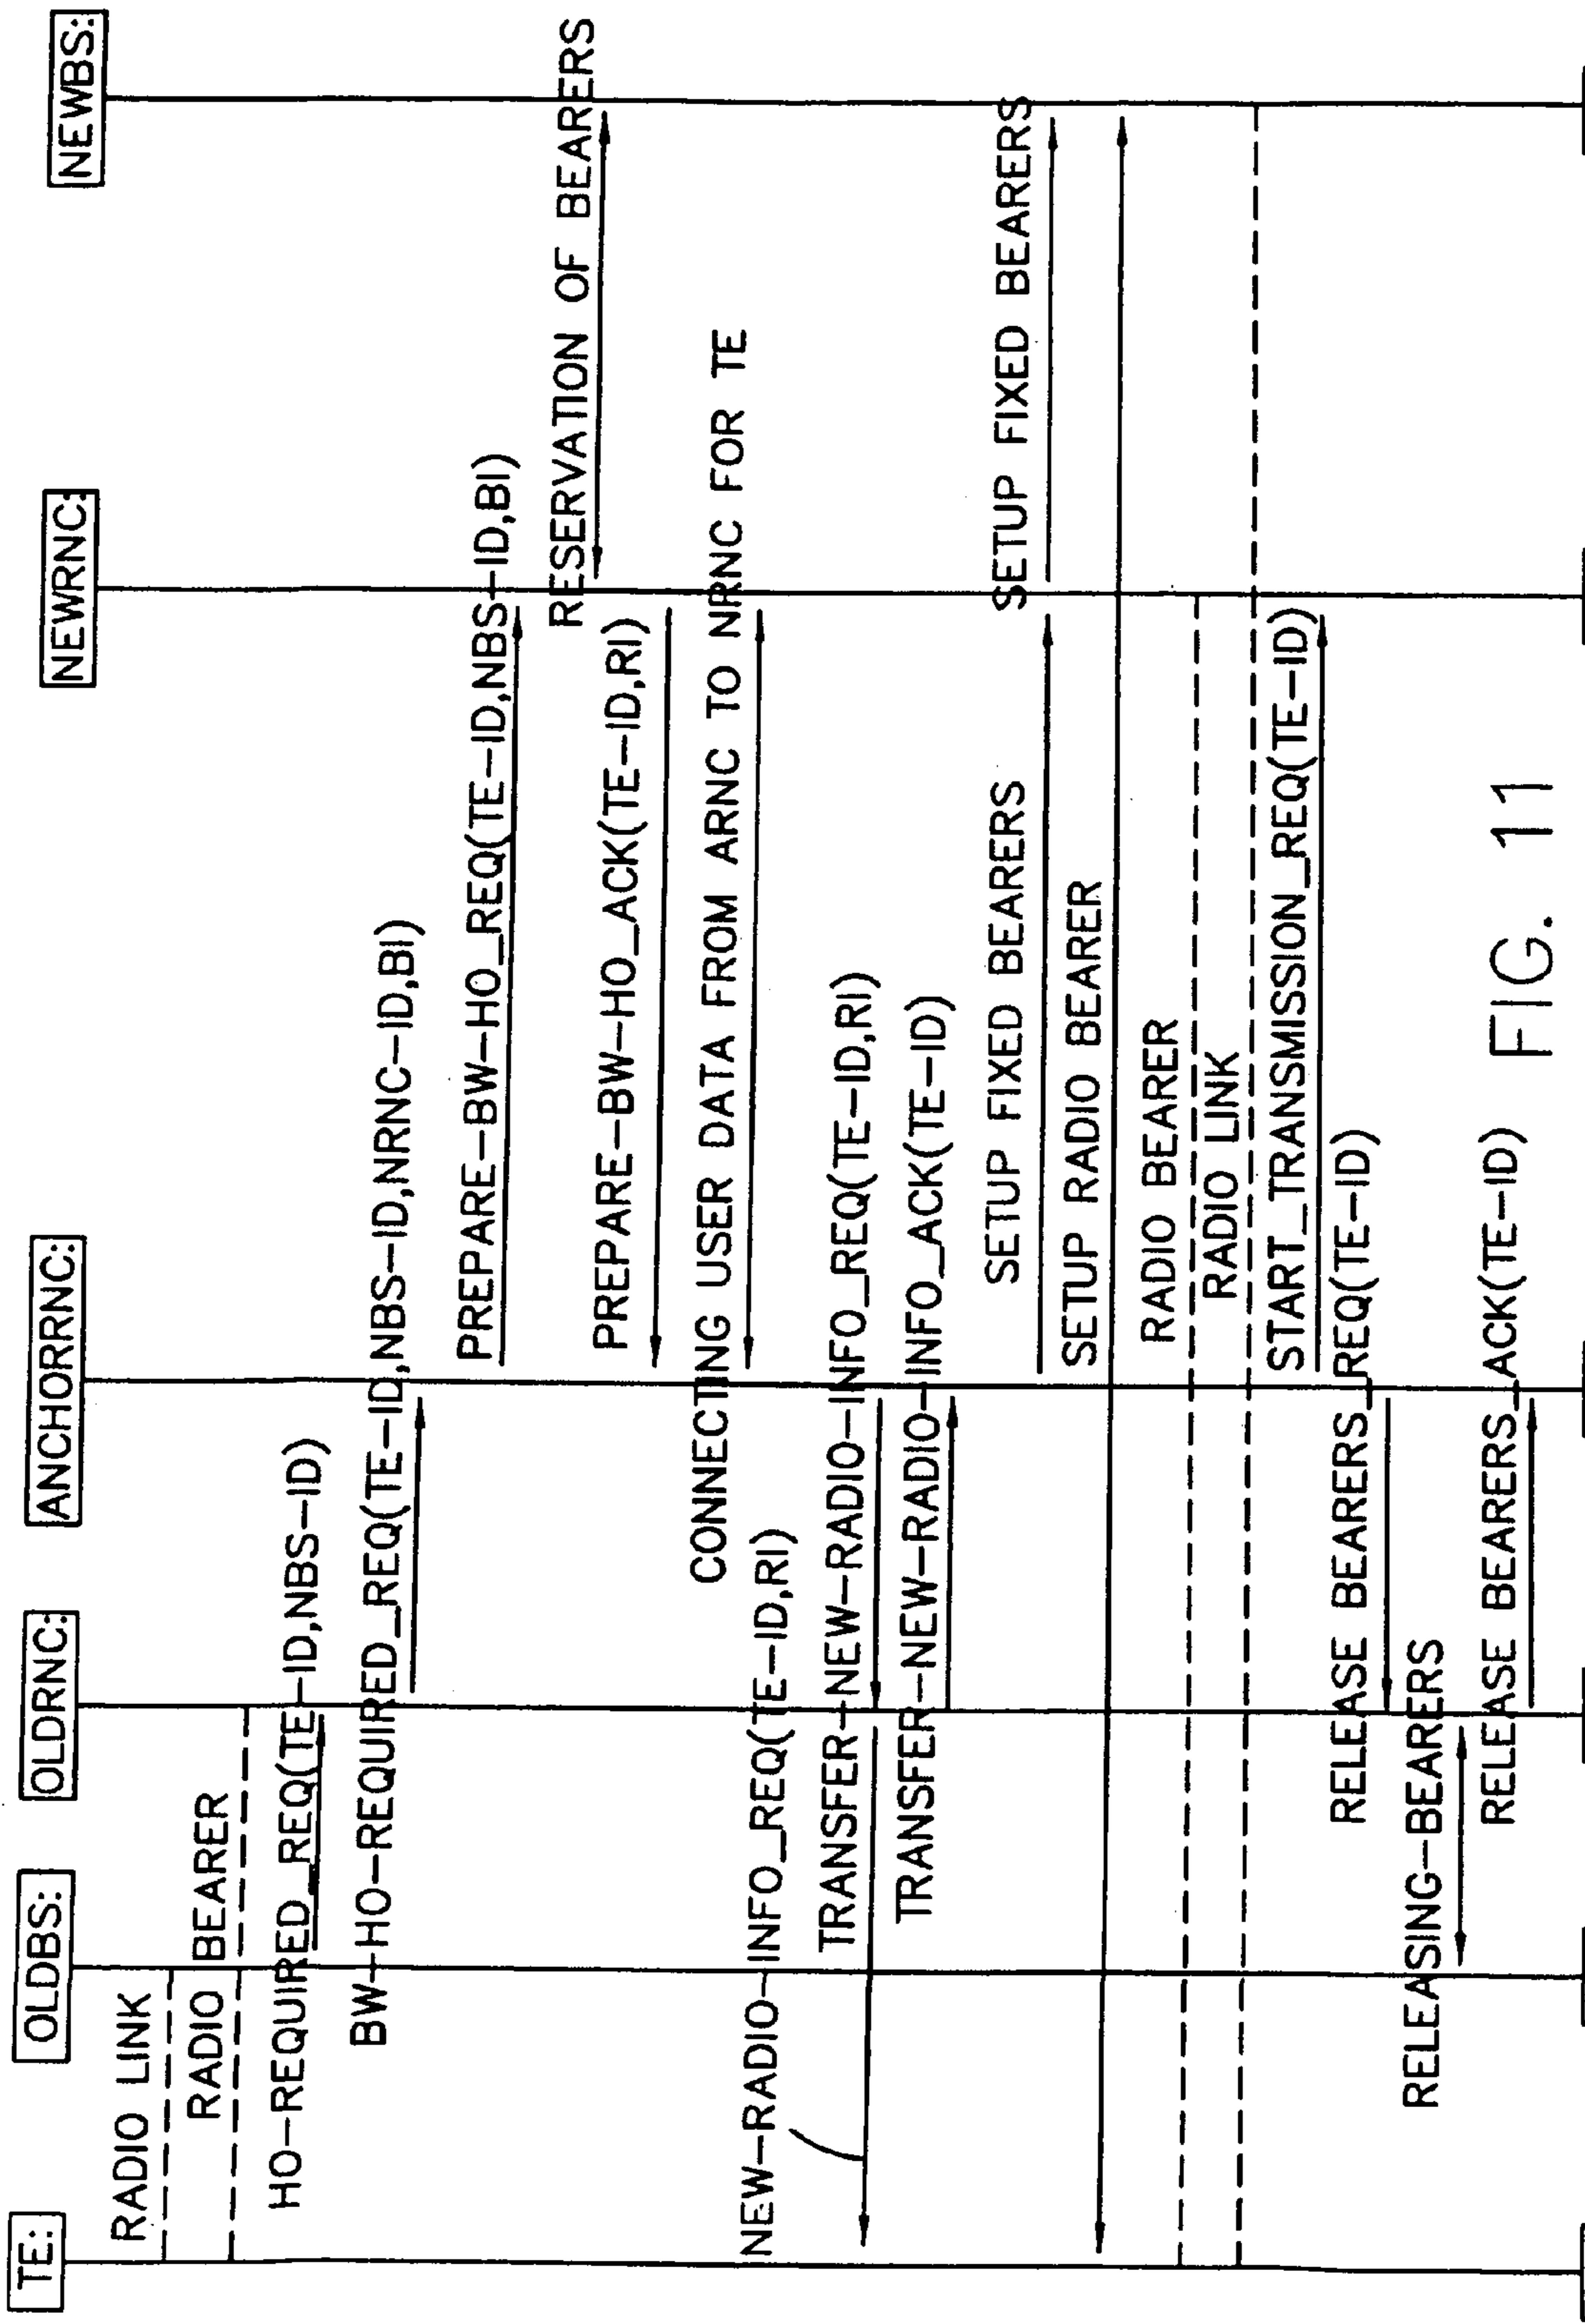 TE:
OLDBS:
OLDRNC:
ANCHORRNC:
NEWRNC:
NEWBS:
RADIO LINK
RADIO BEARER
HO-REQUIRED_REQ(TE-ID,NBS-ID)
BW-HO-REQUIRED_REQ(TE-ID,NBS-ID,NRNC-ID,BI)
PREPARE-BW-HO_REQ(TE-ID,NBS-ID,BI)
RESERVATION OF BEARERS
PREPARE-BW-HO_ACK(TE-ID,RI)
CONNECTING USER DATA FROM ARNC TO NRNC FOR TE
NEW-RADIO-INFO_REQ(TE-ID,RI)
TRANSFER-NEW-RADIO-INFO_REQ(TE-ID,RI)
TRANSFER-NEW-RADIO-INFO_ACK(TE-ID)
SETUP FIXED BEARERS
SETUP FIXED BEARERS
SETUP RADIO BEARER
RADIO BEARER
RADIO LINK
START_TRANSMISSION_REQ(TE-ID)
RELEASE BEARERS_REQ(TE-ID)
RELEASING-BEARERS
RELEASE BEARERS_ACK(TE-ID)
FIG. 11